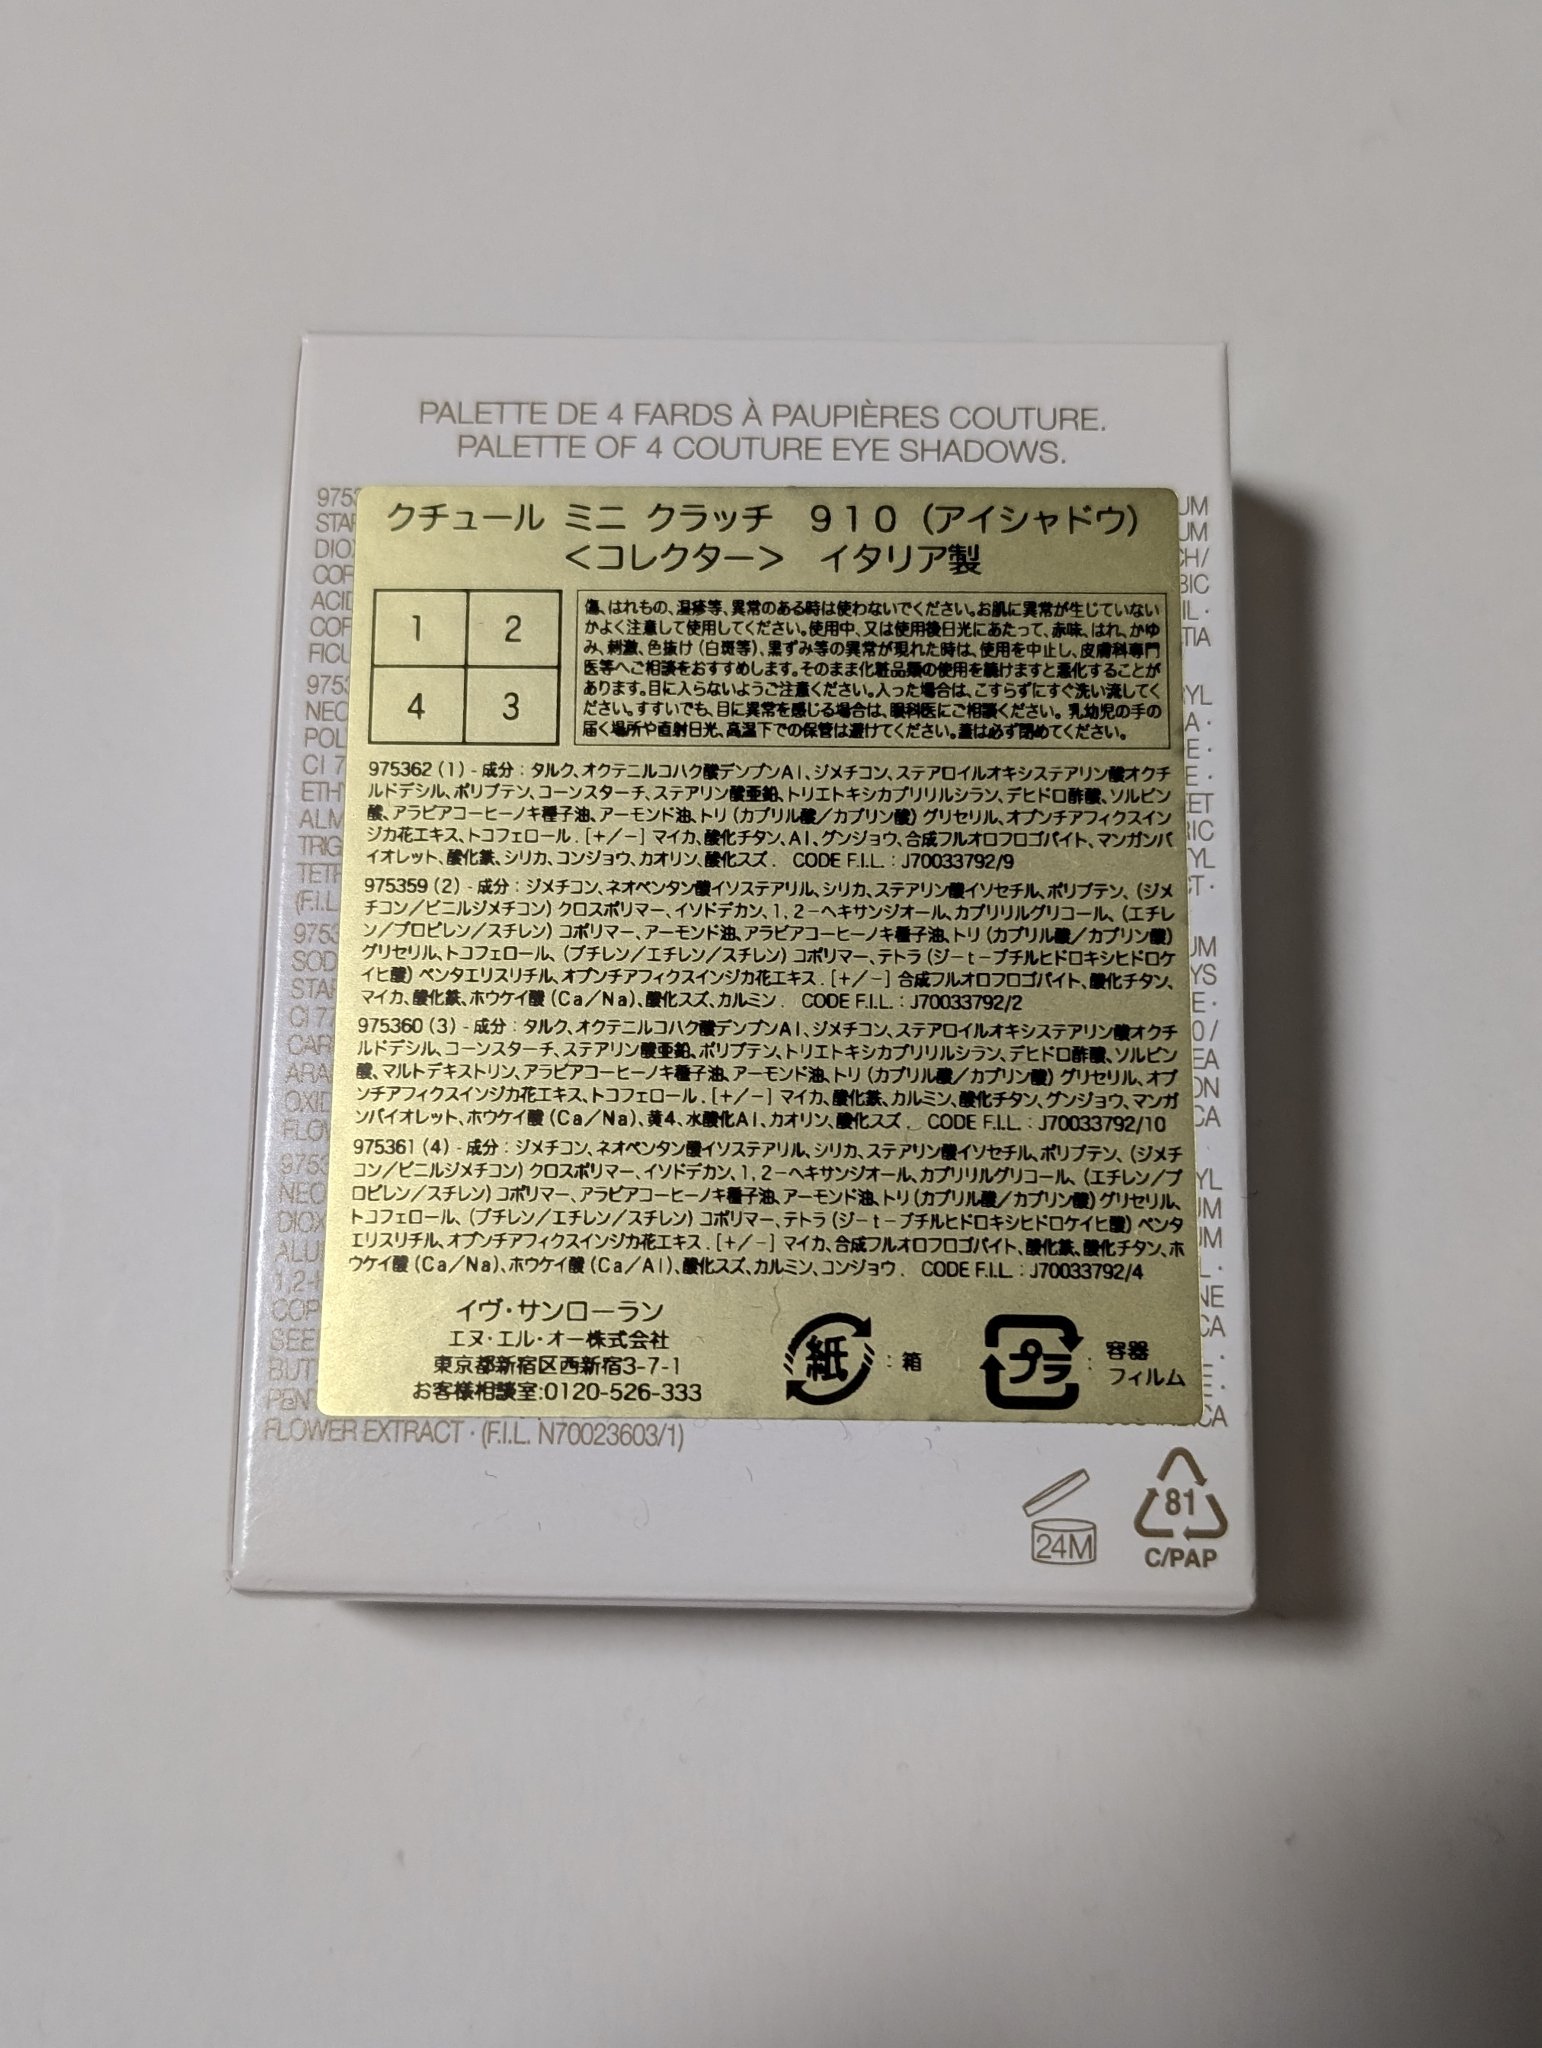 PALETTE DE 4 FARDS À PAUPIÈRES COUTURE.
PALETTE OF 4 COUTURE EYE SHADOWS.
クチュール ミニ クラッチ 910（アイシャドウ）
＜コレクター＞ イタリア製
1 2
4 3
傷、はれもの、湿疹等、異常のある時は使わないでください。お肌に異常が生じていない
かよく注意して使用してください。使用中、又は使用後日光にあたって、赤味、はれ、かゆ
み、刺激、色抜け（白斑等）、黒ずみ等の異常が現れた時は、使用を中止し、皮膚科専門
医等へご相談をおすすめします。そのまま化粧品類の使用を続けますと悪化することが
あります。目に入らないようご注意ください。入った場合は、こすらずにすぐ洗い流してく
ださい。すすいでも、目に異常を感じる場合は、眼科医にご相談ください。乳幼児の手の
届く場所や直射日光、高温下での保管は避けてください。蓋は必ず閉めてください。
975362（1）- 成分：タルク、オクテニルコハク酸デンプンAl、ジメチコン、ステアロイルオキシステアリン酸オクチ
ルドデシル、ポリブテン、コーンスターチ、ステアリン酸亜鉛、トリエトキシカプリリルシラン、デヒドロ酢酸、ソルビン
酸、アラビアコーヒーノキ種子油、アーモンド油、トリ（カプリル酸／カプリン酸）グリセリル、オプンチアフィクスイン
ジカ花エキス、トコフェロール．[＋／－] マイカ、酸化チタン、Al、グンジョウ、合成フルオロフロゴパイト、マンガンバ
イオレット、酸化鉄、シリカ、コンジョウ、カオリン、酸化スズ． CODE F.I.L.：J70033792/9
975359（2）- 成分：ジメチコン、ネオペンタン酸イソステアリル、シリカ、ステアリン酸イソセチル、ポリブテン、（ジメ
チコン／ビニルジメチコン）クロスポリマー、イソドデカン、1，2－ヘキサンジオール、カプリリルグリコール、（エチレ
ン／プロピレン／スチレン）コポリマー、アーモンド油、アラビアコーヒーノキ種子油、トリ（カプリル酸／カプリン酸）
グリセリル、トコフェロール、（ブチレン／エチレン／スチレン）コポリマー、テトラ（ジ－t－ブチルヒドロキシヒドロケ
イヒ酸）ペンタエリスリチル、オプンチアフィクスインジカ花エキス．[＋／－] 合成フルオロフロゴパイト、酸化チタン、
マイカ、酸化鉄、ホウケイ酸（Ca／Na）、酸化スズ、カルミン． CODE F.I.L.：J70033792/2
975360（3）- 成分：タルク、オクテニルコハク酸デンプンAl、ジメチコン、ステアロイルオキシステアリン酸オクチ
ルドデシル、コーンスターチ、ステアリン酸亜鉛、ポリブテン、トリエトキシカプリリルシラン、デヒドロ酢酸、ソルビン
酸、マルトデキストリン、アラビアコーヒーノキ種子油、アーモンド油、トリ（カプリル酸／カプリン酸）グリセリル、オプ
ンチアフィクスインジカ花エキス、トコフェロール．[＋／－] マイカ、酸化鉄、カルミン、酸化チタン、グンジョウ、マンガ
ンバイオレット、ホウケイ酸（Ca／Na）、黄4、水酸化Al、カオリン、酸化スズ． CODE F.I.L.：J70033792/10
975361（4）- 成分：ジメチコン、ネオペンタン酸イソステアリル、シリカ、ステアリン酸イソセチル、ポリブテン、（ジメチ
コン／ビニルジメチコン）クロスポリマー、イソドデカン、1，2－ヘキサンジオール、カプリリルグリコール、（エチレン／プ
ロピレン／スチレン）コポリマー、アラビアコーヒーノキ種子油、アーモンド油、トリ（カプリル酸／カプリン酸）グリセリル、
トコフェロール、（ブチレン／エチレン／スチレン）コポリマー、テトラ（ジ－t－ブチルヒドロキシヒドロケイヒ酸）ペンタ
エリスリチル、オプンチアフィクスインジカ花エキス．[＋／－] マイカ、合成フルオロフロゴパイト、酸化鉄、酸化チタン、ホ
ウケイ酸（Ca／Na）、ホウケイ酸（Ca／Al）、酸化スズ、カルミン、コンジョウ． CODE F.I.L.：J70033792/4
イヴ・サンローラン
エヌ・エル・オー株式会社
東京都新宿区西新宿3-7-1
お客様相談室:0120-526-333
紙：箱
プラ：容器
フィルム
FLOWER EXTRACT · (F.I.L. N70023603/1)
24M
81
C/PAP